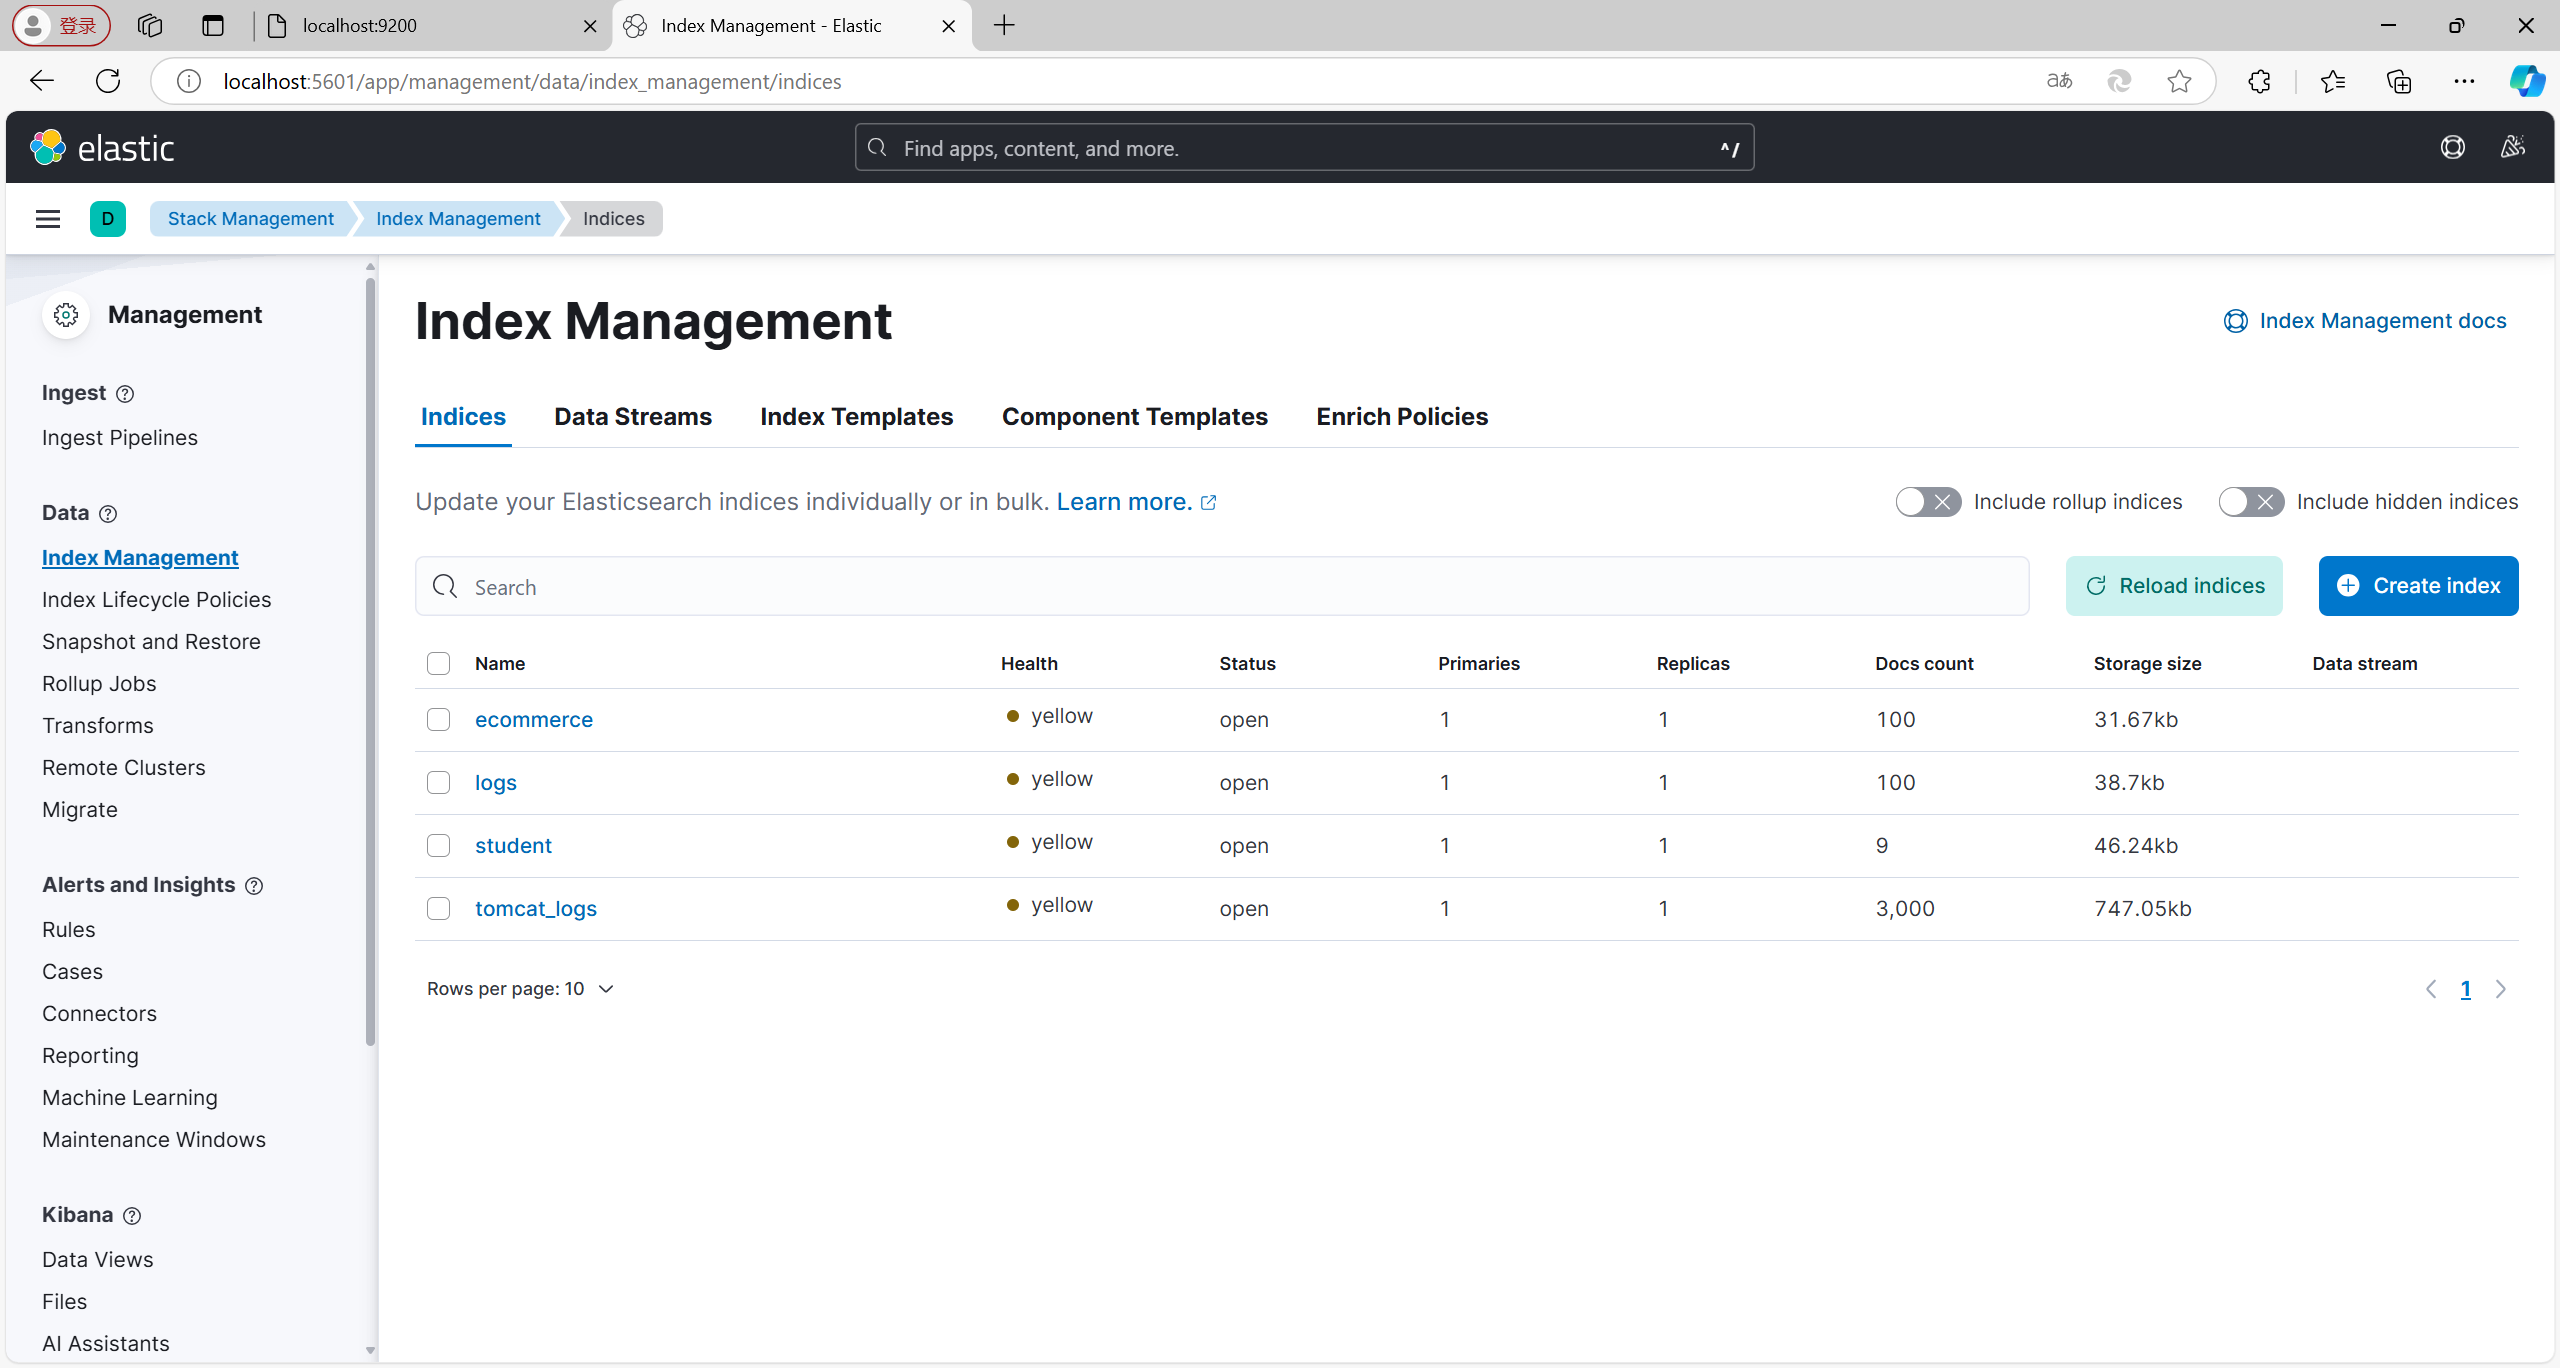 登录
localhost:9200
Index Management - Elastic
localhost:5601/app/management/data/index_management/indices
aあ
elastic
Find apps, content, and more.
^/
D
Stack Management
Index Management
Indices
Management
Ingest
Ingest Pipelines
Data
Index Management
Index Lifecycle Policies
Snapshot and Restore
Rollup Jobs
Transforms
Remote Clusters
Migrate
Alerts and Insights
Rules
Cases
Connectors
Reporting
Machine Learning
Maintenance Windows
Kibana
Data Views
Files
AI Assistants
Index Management
Index Management docs
Indices Data Streams Index Templates Component Templates Enrich Policies
Update your Elasticsearch indices individually or in bulk. Learn more.
Include rollup indices
Include hidden indices
Search
Reload indices
Create index
Name Health Status Primaries Replicas Docs count Storage size Data stream
ecommerce yellow open 1 1 100 31.67kb
logs yellow open 1 1 100 38.7kb
student yellow open 1 1 9 46.24kb
tomcat_logs yellow open 1 1 3,000 747.05kb
Rows per page: 10
1